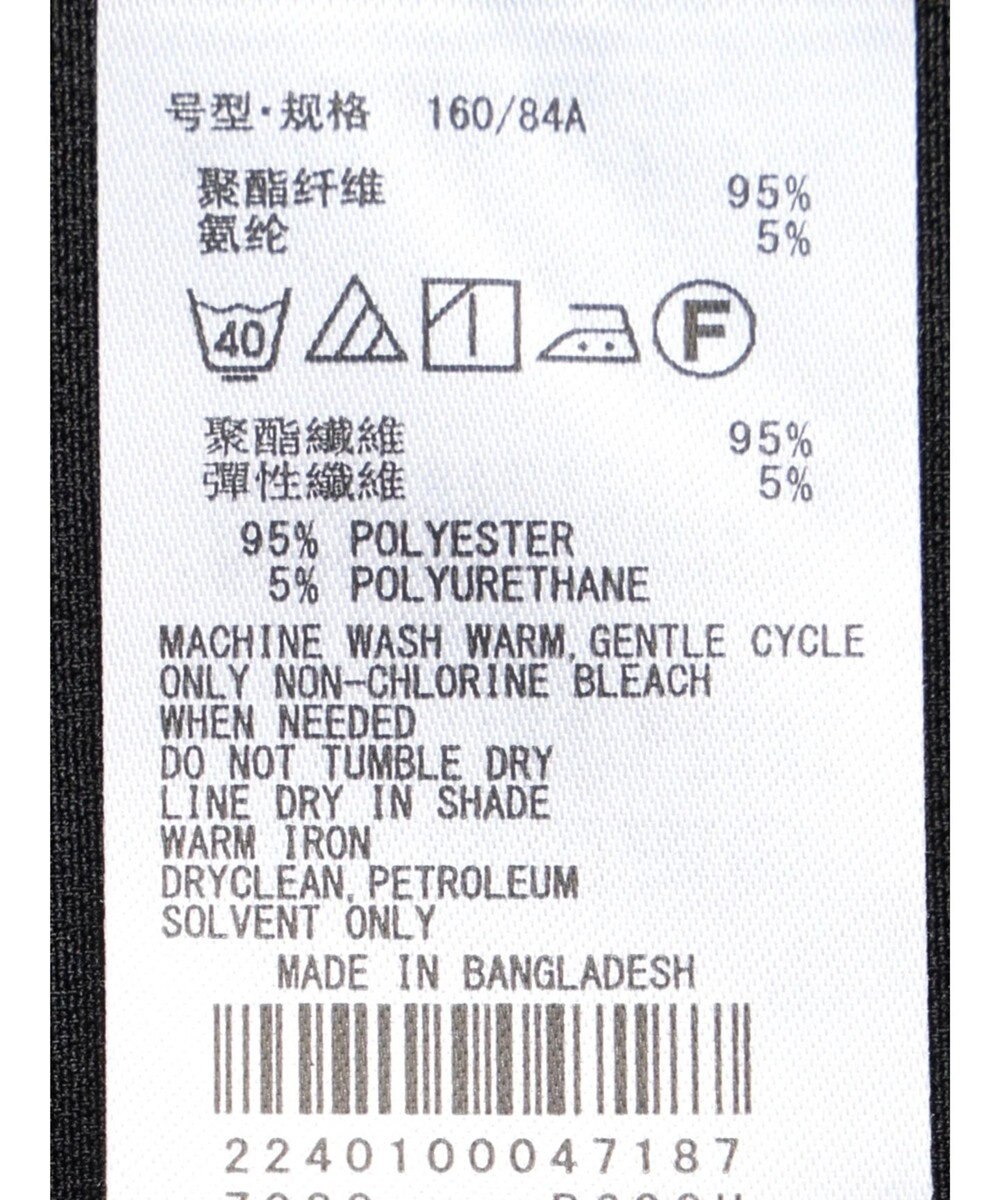 号型·规格 160/84A
聚酯纤维 95%
氨纶 5%
40 F
聚酯纖維 95%
彈性纖維 5%
95% POLYESTER
5% POLYURETHANE
MACHINE WASH WARM, GENTLE CYCLE
ONLY NON-CHLORINE BLEACH
WHEN NEEDED
DO NOT TUMBLE DRY
LINE DRY IN SHADE
WARM IRON
DRYCLEAN, PETROLEUM
SOLVENT ONLY
MADE IN BANGLADESH
2240100047187